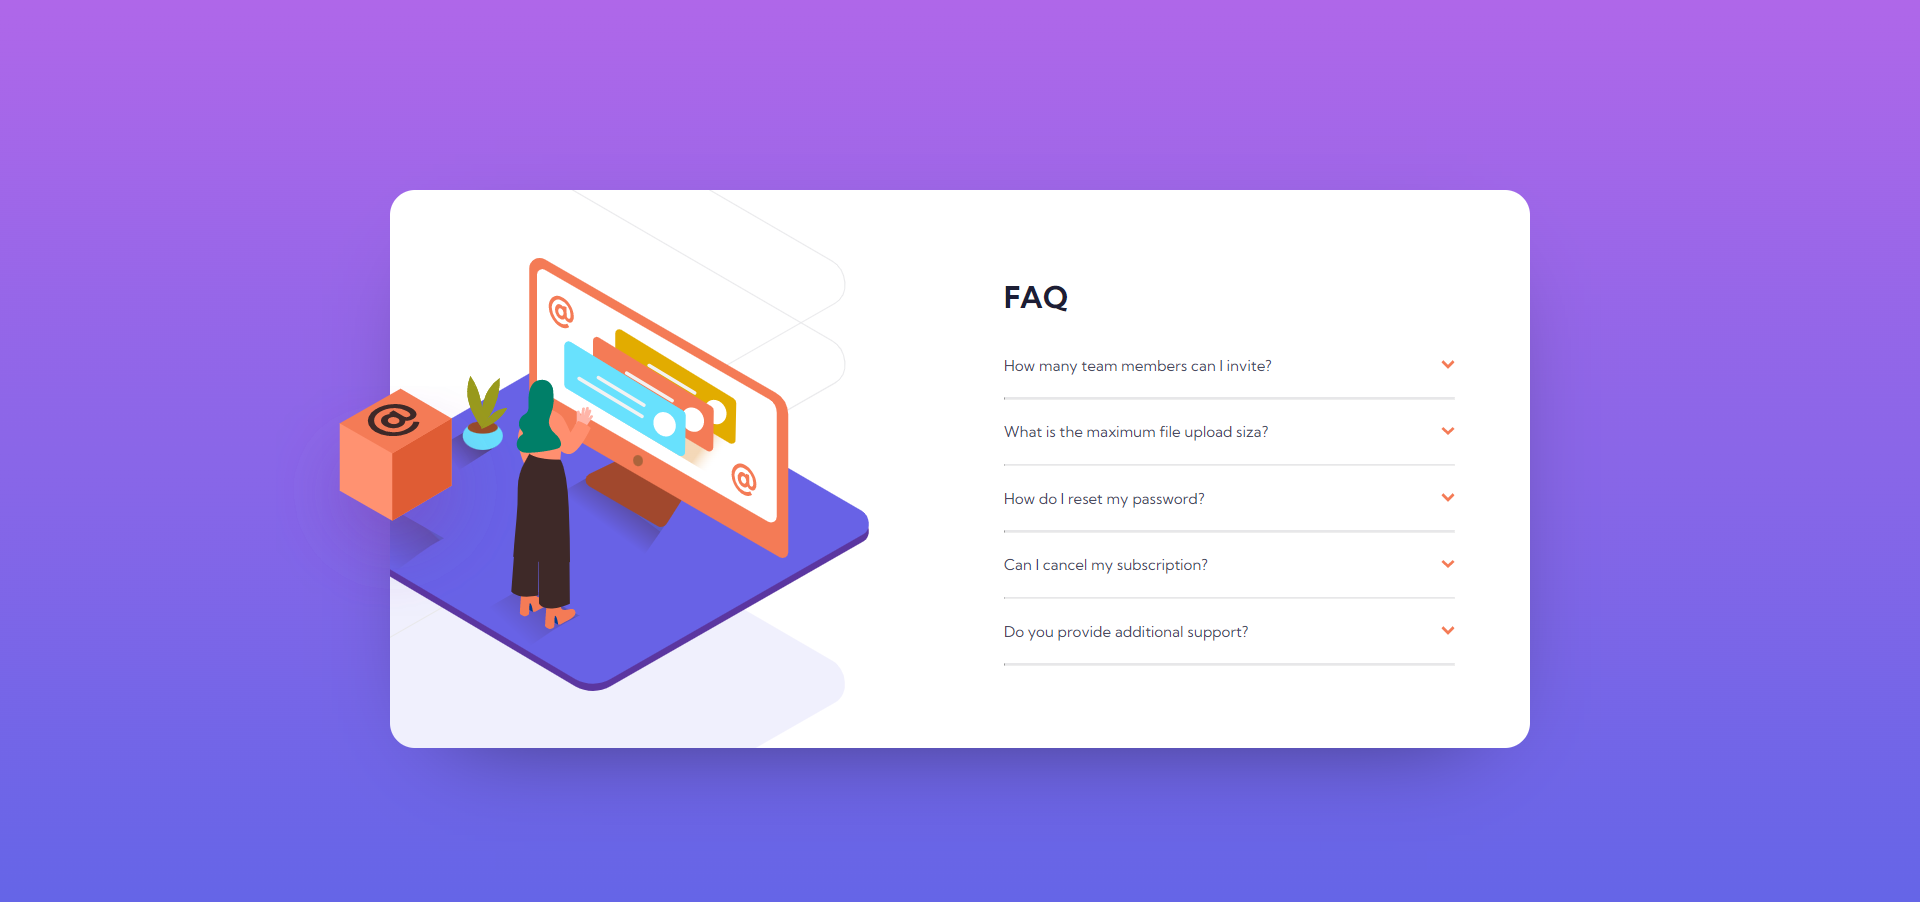 @
@
@
FAQ
How many team members can I invite?
What is the maximum file upload siza?
How do I reset my password?
Can I cancel my subscription?
Do you provide additional support?